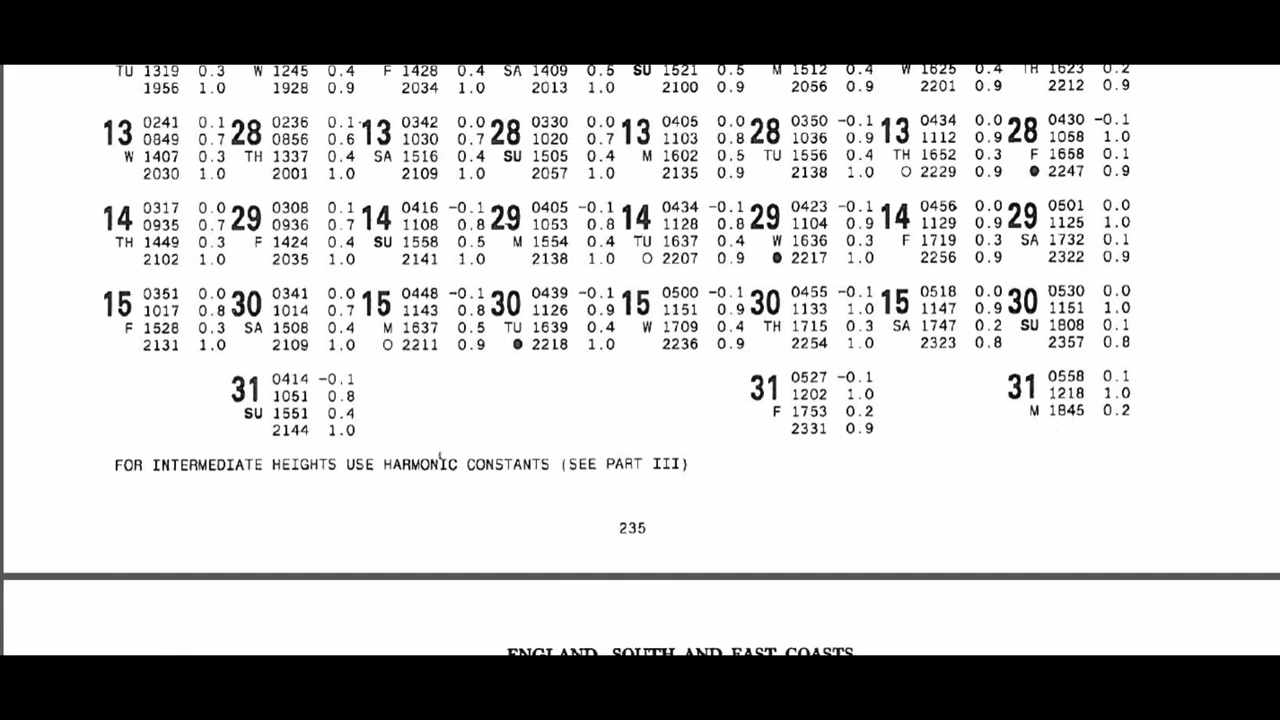 TU 1319 0.3 W 1245 0.4 F 1428 0.4 SA 1409 0.5 SU 1521 0.5 M 1512 0.4 W 1625 0.4 TH 1623 0.2
1956 1.0 1928 0.9 2034 1.0 2013 1.0 2100 0.9 2056 0.9 2201 0.9 2212 0.9
13 0241 0.1 28 0236 0.1 13 0342 0.0 28 0330 0.0 13 0405 0.0 28 0350 -0.1 13 0434 0.0 28 0430 -0.1
0849 0.7 0856 0.6 1030 0.7 1020 0.7 1103 0.8 1036 0.9 1112 0.9 1058 1.0
W 1407 0.3 TH 1337 0.4 SA 1516 0.4 SU 1505 0.4 M 1602 0.5 TU 1556 0.4 TH 1652 0.3 F 1658 0.1
2030 1.0 2001 1.0 2109 1.0 2057 1.0 2135 0.9 2138 1.0 ○ 2229 0.9 ● 2247 0.9
14 0317 0.0 29 0308 0.1 14 0416 -0.1 29 0405 -0.1 14 0434 -0.1 29 0423 -0.1 14 0456 0.0 29 0501 0.0
0935 0.7 0936 0.7 1108 0.8 1053 0.8 1128 0.8 1104 0.9 1129 0.9 1125 1.0
TH 1449 0.3 F 1424 0.4 SU 1558 0.5 M 1554 0.4 TU 1637 0.4 W 1636 0.3 F 1719 0.3 SA 1732 0.1
2102 1.0 2035 1.0 2141 1.0 2138 1.0 ○ 2207 0.9 ● 2217 1.0 2256 0.9 2322 0.9
15 0351 0.0 30 0341 0.0 15 0448 -0.1 30 0439 -0.1 15 0500 -0.1 30 0455 -0.1 15 0518 0.0 30 0530 0.0
1017 0.8 1014 0.7 1143 0.8 1126 0.9 1151 0.9 1133 1.0 1147 0.9 1151 1.0
F 1528 0.3 SA 1508 0.4 M 1637 0.5 TU 1639 0.4 W 1709 0.4 TH 1715 0.3 SA 1747 0.2 SU 1808 0.1
2131 1.0 2109 1.0 ○ 2211 0.9 ● 2218 1.0 2236 0.9 2254 1.0 2323 0.8 2357 0.8
31 0414 -0.1 31 0527 -0.1 31 0558 0.1
1051 0.8 1202 1.0 1218 1.0
SU 1551 0.4 F 1753 0.2 M 1845 0.2
2144 1.0 2331 0.9
FOR INTERMEDIATE HEIGHTS USE HARMONIC CONSTANTS (SEE PART III)
235
ENGLAND, SOUTH AND EAST COASTS